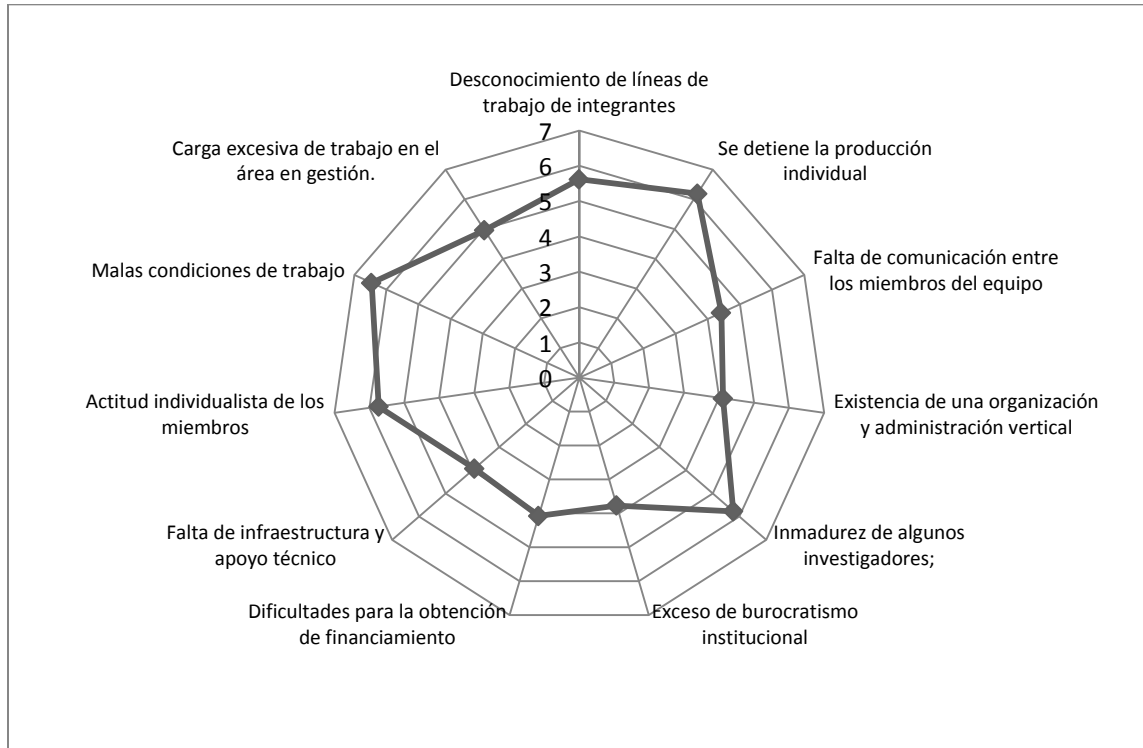 Desconocimiento de líneas de
trabajo de integrantes
Se detiene la producción
individual
Falta de comunicación entre
los miembros del equipo
Existencia de una organización
y administración vertical
Inmadurez de algunos
investigadores;
Exceso de burocratismo
institucional
Dificultades para la obtención
de financiamiento
Falta de infraestructura y
apoyo técnico
Actitud individualista de los
miembros
Malas condiciones de trabajo
Carga excesiva de trabajo en el
área en gestión.
7
6
5
4
3
2
1
0